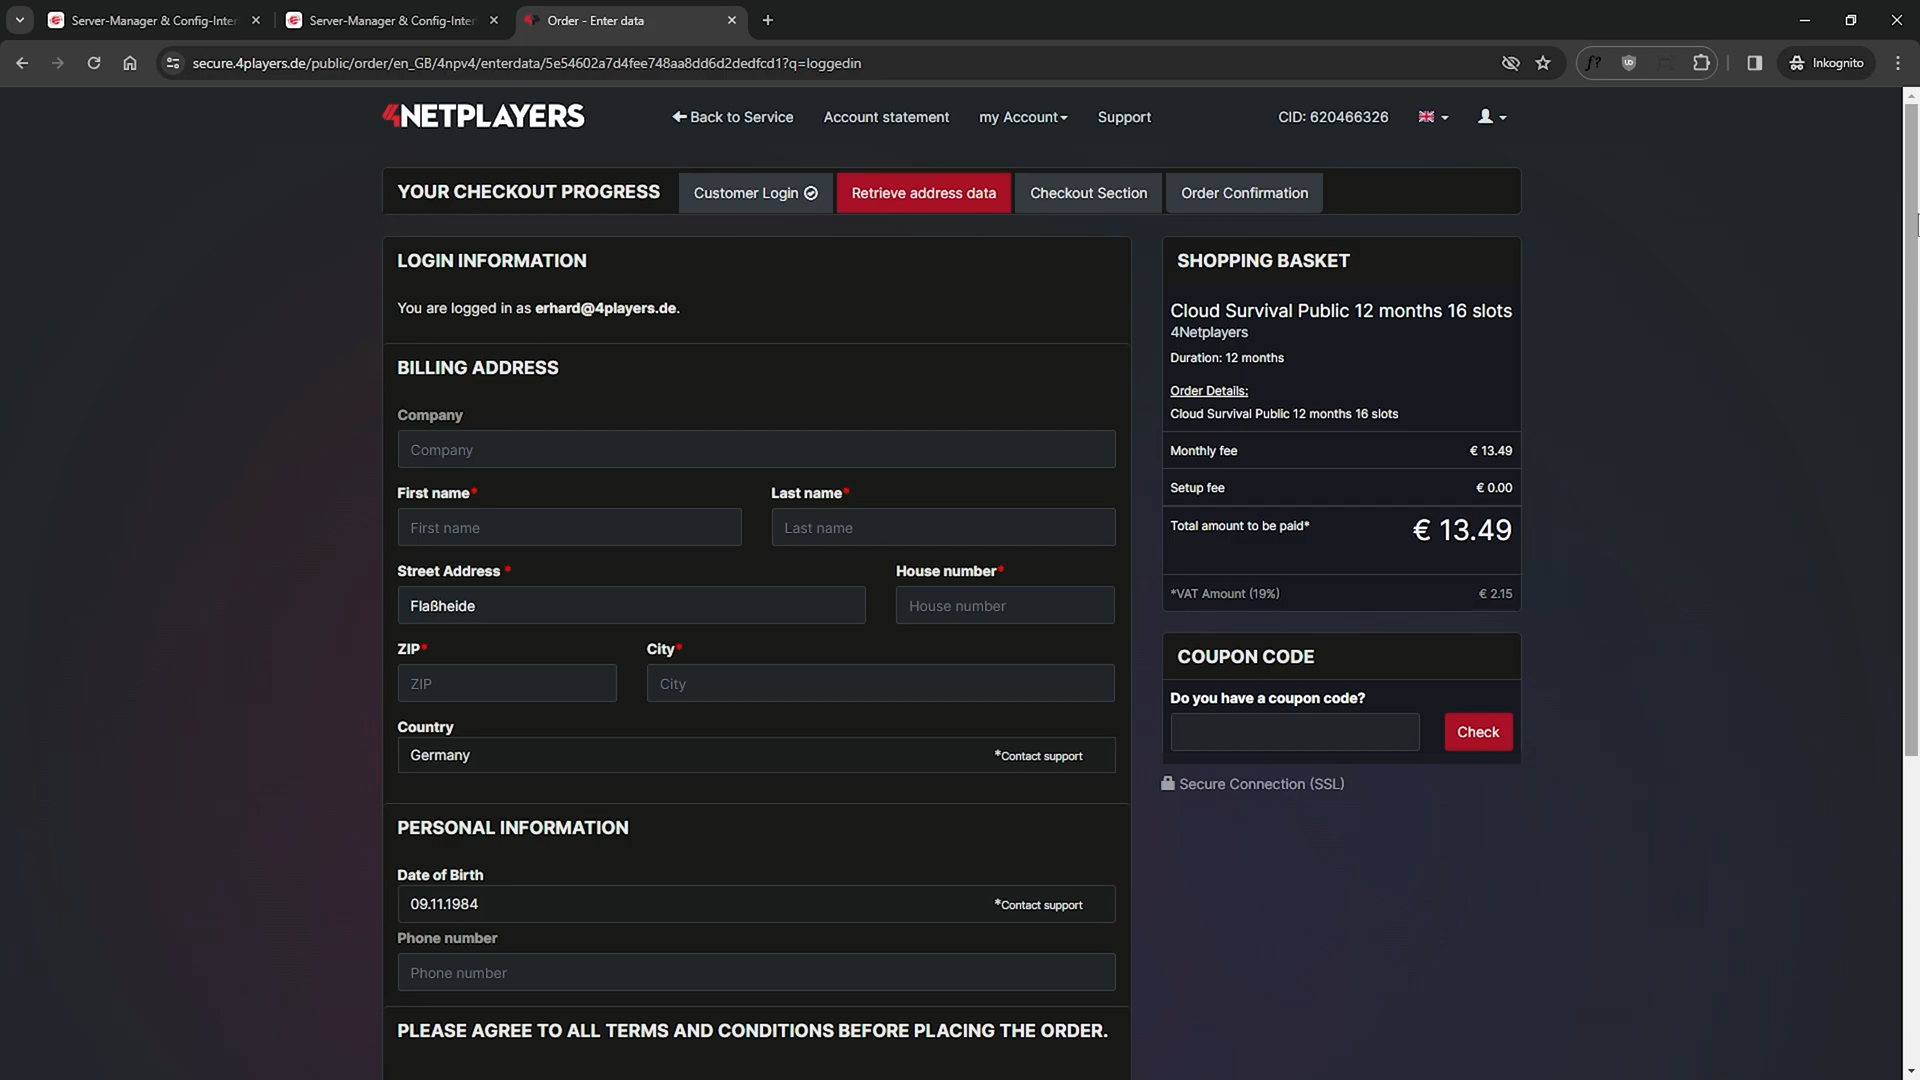 Server-Manager & Config-Inter
Server-Manager & Config-Inter
Order - Enter data
secure.4players.de/public/order/en_GB/4npv4/enterdata/5e54602a7d4fee748aa8dd6d2dedfcd1?q=loggedin
f?
Inkognito
4NETPLAYERS
Back to Service
Account statement
my Account
Support
CID: 620466326
YOUR CHECKOUT PROGRESS
Customer Login
Retrieve address data
Checkout Section
Order Confirmation
LOGIN INFORMATION
You are logged in as erhard@4players.de.
BILLING ADDRESS
Company
Company
First name*
Last name*
First name
Last name
Street Address *
House number*
Flaßheide
House number
ZIP*
City*
ZIP
City
Country
Germany
*Contact support
PERSONAL INFORMATION
Date of Birth
09.11.1984
*Contact support
Phone number
Phone number
PLEASE AGREE TO ALL TERMS AND CONDITIONS BEFORE PLACING THE ORDER.
SHOPPING BASKET
Cloud Survival Public 12 months 16 slots
4Netplayers
Duration: 12 months
Order Details:
Cloud Survival Public 12 months 16 slots
Monthly fee € 13.49
Setup fee € 0.00
Total amount to be paid* € 13.49
*VAT Amount (19%) € 2.15
COUPON CODE
Do you have a coupon code?
Check
Secure Connection (SSL)